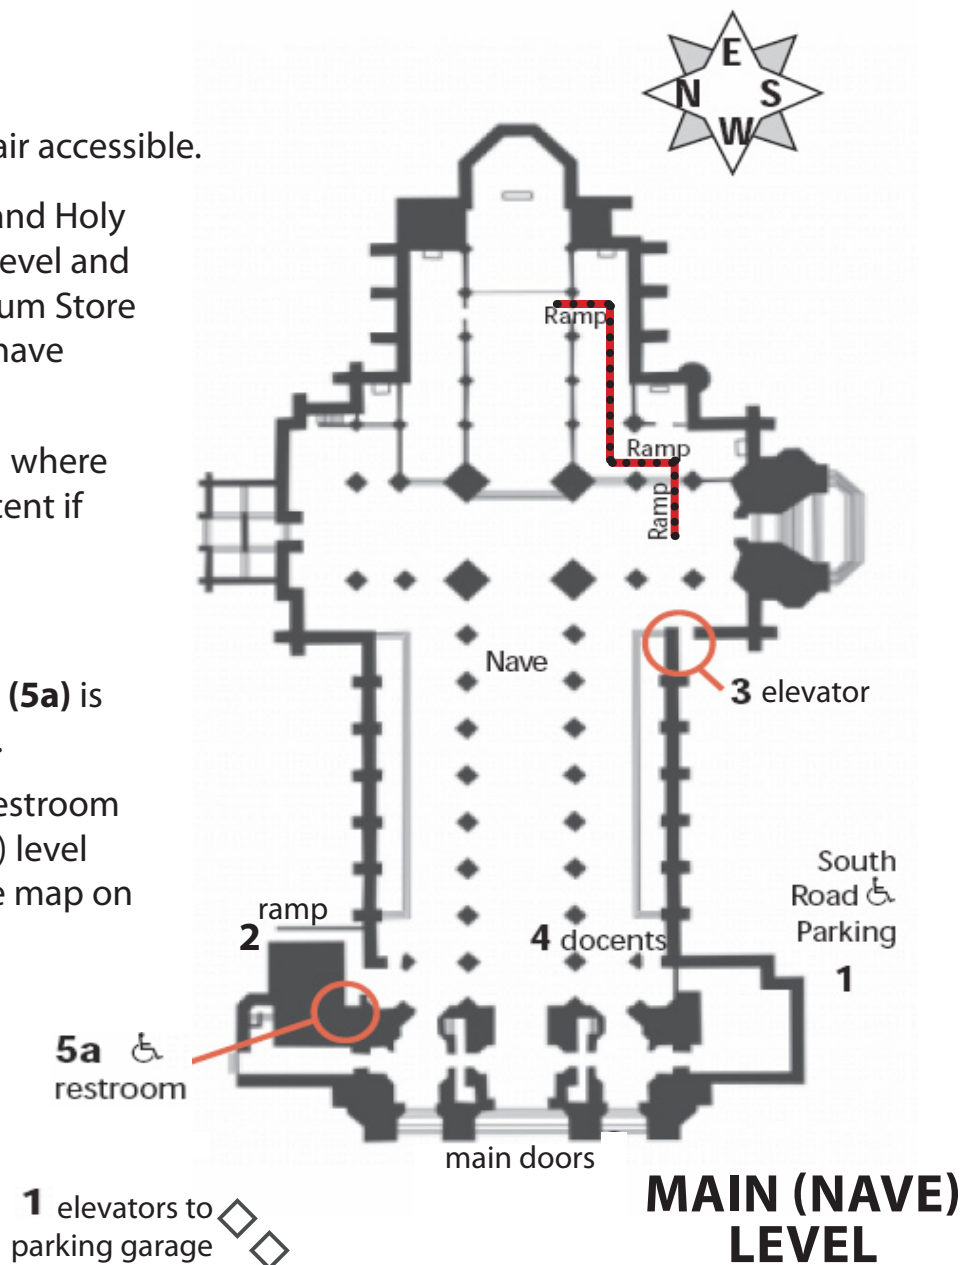 E
N S
W
air accessible.
and Holy
evel and
um Store
have
where
cent if
(5a) is
.
estroom
) level
e map on
Ramp
Ramp
Ramp
Nave
3 elevator
South
Road
Parking
1
ramp
2
4 docents
5a
restroom
main doors
1 elevators to
parking garage
MAIN (NAVE)
LEVEL